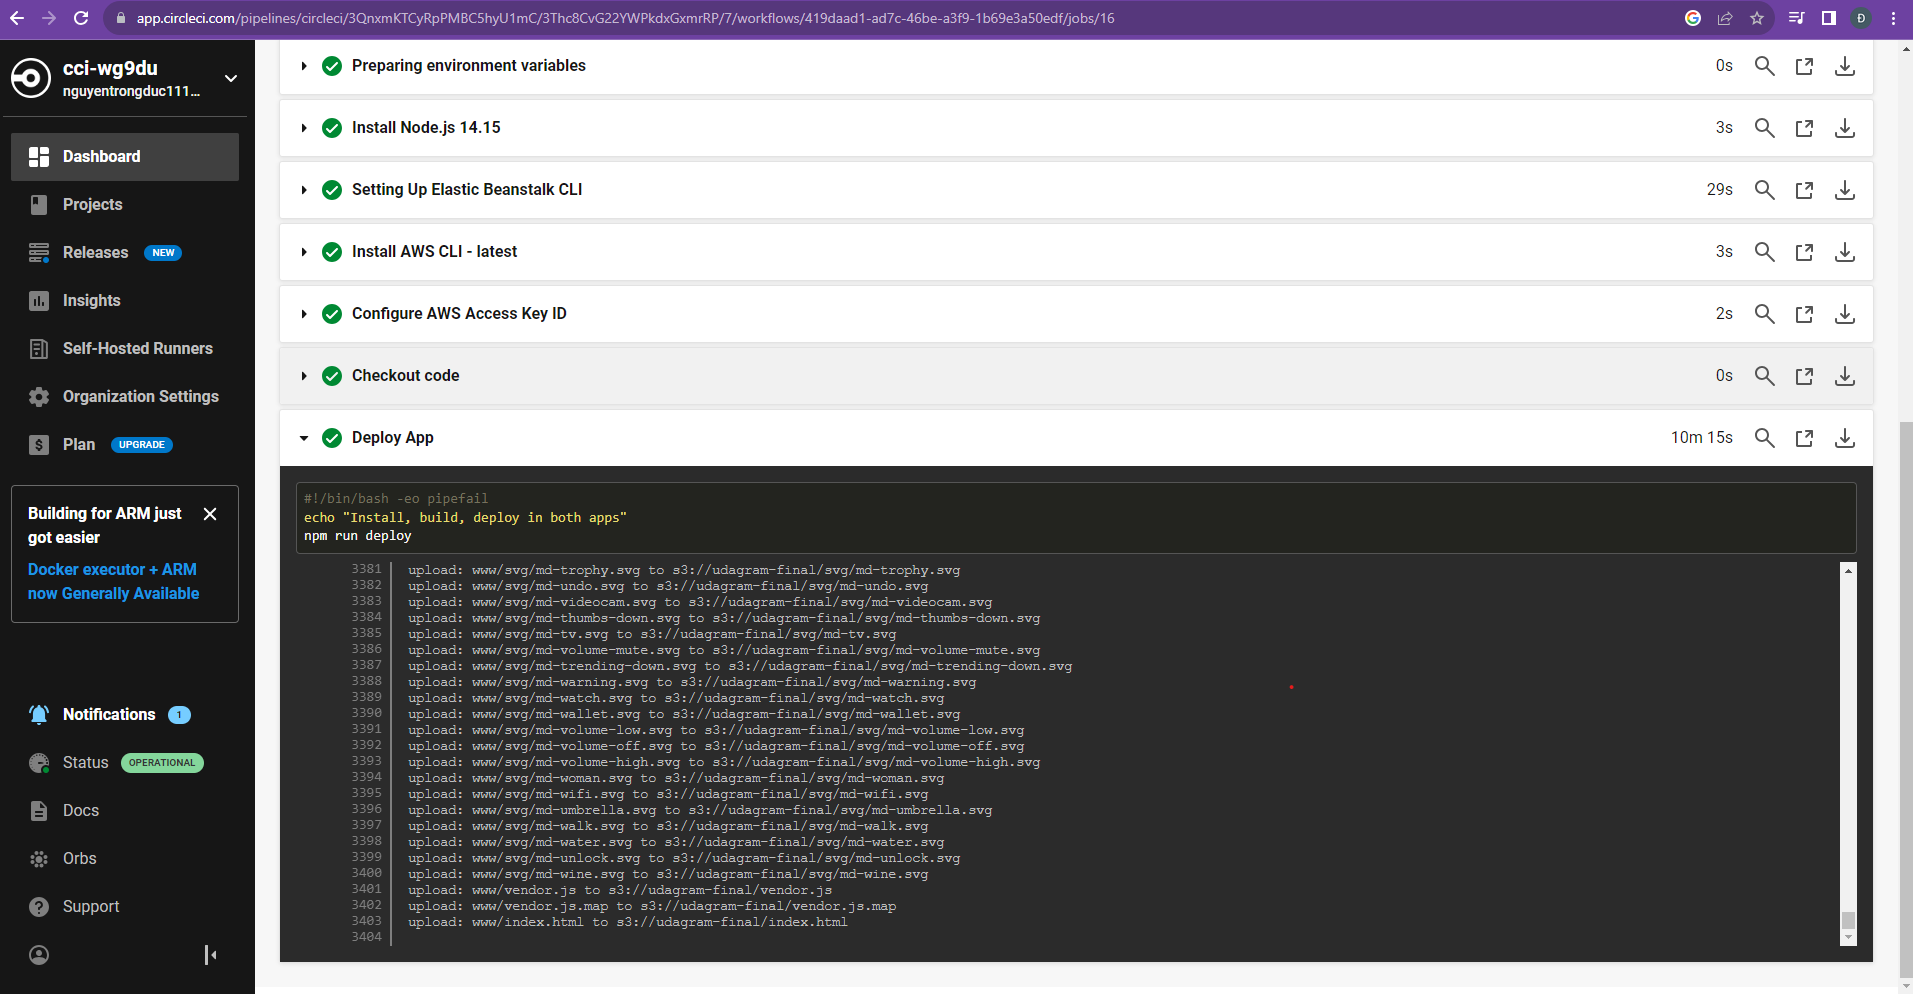 app.circleci.com/pipelines/circleci/3QnxmKTCyRpPMBC5hyU1mC/3Thc8CvG22YWPkdxGxmrRP/7/workflows/419daad1-ad7c-46be-a3f9-1b69e3a50edf/jobs/16
Đ
cci-wg9du
nguyentrongduc111...
Dashboard
Projects
Releases NEW
Insights
Self-Hosted Runners
Organization Settings
Plan UPGRADE
Building for ARM just
got easier
Docker executor + ARM
now Generally Available
Notifications 1
Status OPERATIONAL
Docs
Orbs
Support
Preparing environment variables 0s
Install Node.js 14.15 3s
Setting Up Elastic Beanstalk CLI 29s
Install AWS CLI - latest 3s
Configure AWS Access Key ID 2s
Checkout code 0s
Deploy App 10m 15s
#!/bin/bash -eo pipefail
echo "Install, build, deploy in both apps"
npm run deploy
3381 upload: www/svg/md-trophy.svg to s3://udagram-final/svg/md-trophy.svg
3382 upload: www/svg/md-undo.svg to s3://udagram-final/svg/md-undo.svg
3383 upload: www/svg/md-videocam.svg to s3://udagram-final/svg/md-videocam.svg
3384 upload: www/svg/md-thumbs-down.svg to s3://udagram-final/svg/md-thumbs-down.svg
3385 upload: www/svg/md-tv.svg to s3://udagram-final/svg/md-tv.svg
3386 upload: www/svg/md-volume-mute.svg to s3://udagram-final/svg/md-volume-mute.svg
3387 upload: www/svg/md-trending-down.svg to s3://udagram-final/svg/md-trending-down.svg
3388 upload: www/svg/md-warning.svg to s3://udagram-final/svg/md-warning.svg
3389 upload: www/svg/md-watch.svg to s3://udagram-final/svg/md-watch.svg
3390 upload: www/svg/md-wallet.svg to s3://udagram-final/svg/md-wallet.svg
3391 upload: www/svg/md-volume-low.svg to s3://udagram-final/svg/md-volume-low.svg
3392 upload: www/svg/md-volume-off.svg to s3://udagram-final/svg/md-volume-off.svg
3393 upload: www/svg/md-volume-high.svg to s3://udagram-final/svg/md-volume-high.svg
3394 upload: www/svg/md-woman.svg to s3://udagram-final/svg/md-woman.svg
3395 upload: www/svg/md-wifi.svg to s3://udagram-final/svg/md-wifi.svg
3396 upload: www/svg/md-umbrella.svg to s3://udagram-final/svg/md-umbrella.svg
3397 upload: www/svg/md-walk.svg to s3://udagram-final/svg/md-walk.svg
3398 upload: www/svg/md-water.svg to s3://udagram-final/svg/md-water.svg
3399 upload: www/svg/md-unlock.svg to s3://udagram-final/svg/md-unlock.svg
3400 upload: www/svg/md-wine.svg to s3://udagram-final/svg/md-wine.svg
3401 upload: www/vendor.js to s3://udagram-final/vendor.js
3402 upload: www/vendor.js.map to s3://udagram-final/vendor.js.map
3403 upload: www/index.html to s3://udagram-final/index.html
3404